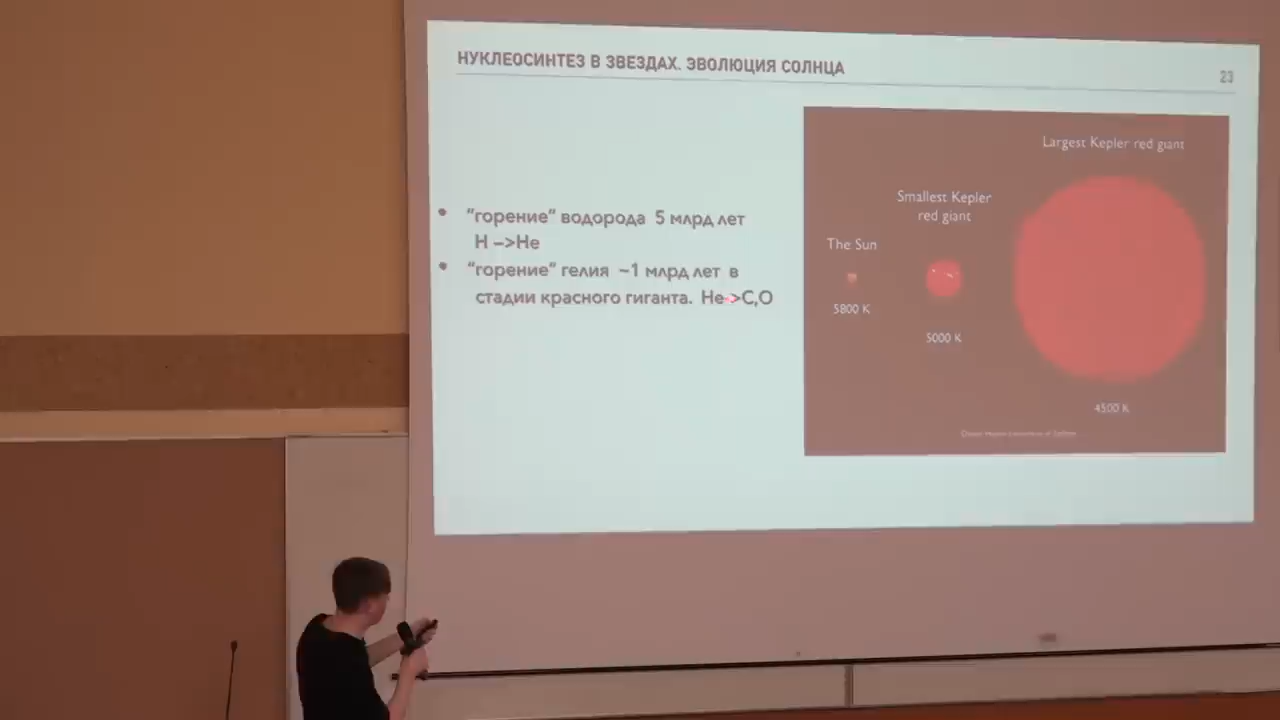 НУКЛЕОСИНТЕЗ В ЗВЕЗДАХ. ЭВОЛЮЦИЯ СОЛНЦА
23
• "горение" водорода 5 млрд лет
H –>He
• "горение" гелия ~1 млрд лет в
стадии красного гиганта. He->C,O
Largest Kepler red giant
Smallest Kepler
red giant
The Sun
5800 K
5000 K
4500 K